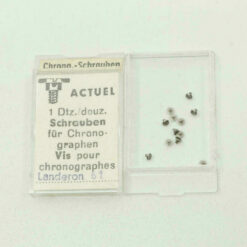 Chrono.-Schrauben
ACTUEL
1 Dtz./douz.
Schrauben
für Chrono-
graphen
Vis pour
chronographes
Landeron 51